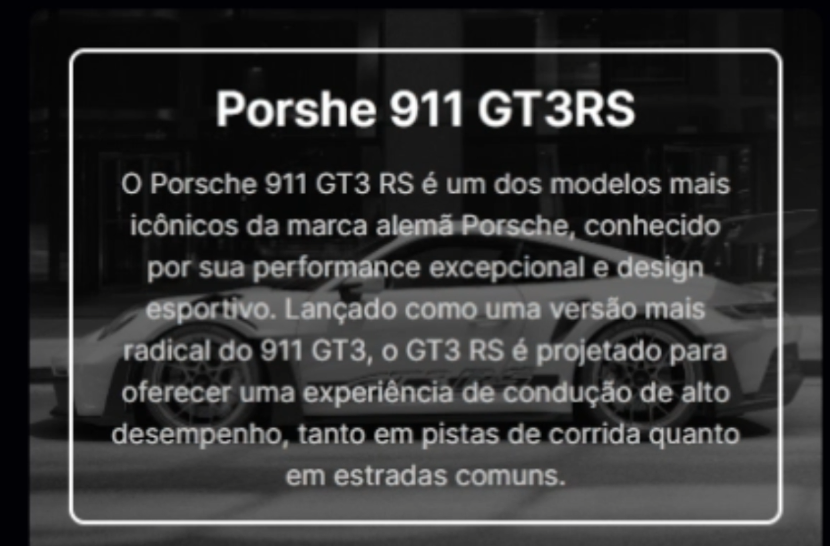 Porshe 911 GT3RS
O Porsche 911 GT3 RS é um dos modelos mais
icônicos da marca alemã Porsche, conhecido
por sua performance excepcional e design
esportivo. Lançado como uma versão mais
radical do 911 GT3, o GT3 RS é projetado para
oferecer uma experiência de condução de alto
desempenho, tanto em pistas de corrida quanto
em estradas comuns.